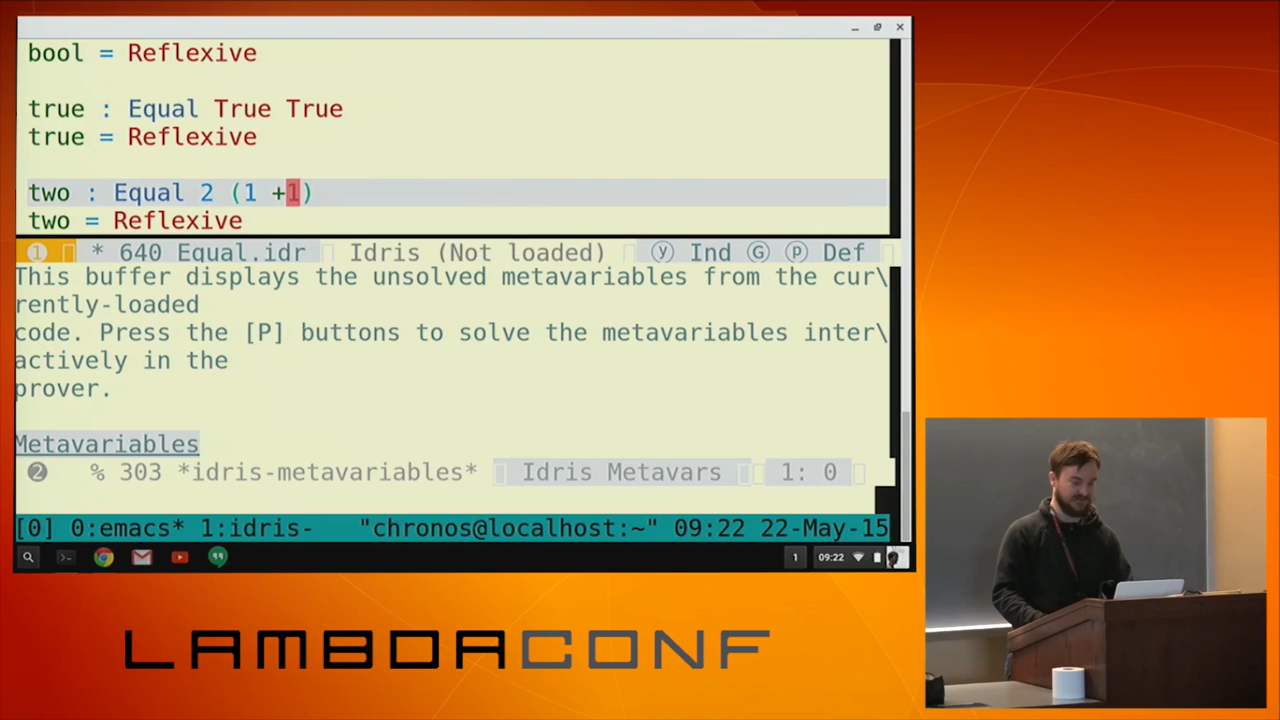 bool = Reflexive
true : Equal True True
true = Reflexive
two : Equal 2 (1 +1)
two = Reflexive
1 * 640 Equal.idr Idris (Not loaded) y Ind G p Def
This buffer displays the unsolved metavariables from the cur\
rently-loaded
code. Press the [P] buttons to solve the metavariables inter\
actively in the
prover.
Metavariables
2 % 303 *idris-metavariables* Idris Metavars 1: 0
[0] 0:emacs* 1:idris- "chronos@localhost:~" 09:22 22-May-15
1 09:22
LAMBDACONF